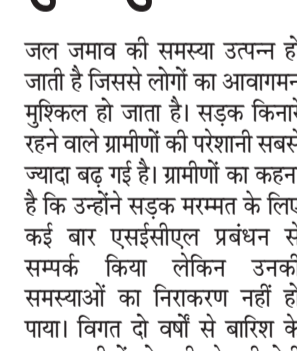 जल जमाव की समस्या उत्पन्न हो
जाती है जिससे लोगों का आवागमन
मुश्किल हो जाता है। सड़क किनारे
रहने वाले ग्रामीणों की परेशानी सबसे
ज्यादा बढ़ गई है। ग्रामीणों का कहना
है कि उन्होंने सड़क मरम्मत के लिए
कई बार एसईसीएल प्रबंधन से
सम्पर्क किया लेकिन उनकी
समस्याओं का निराकरण नहीं हो
पाया। विगत दो वर्षों से बारिश के